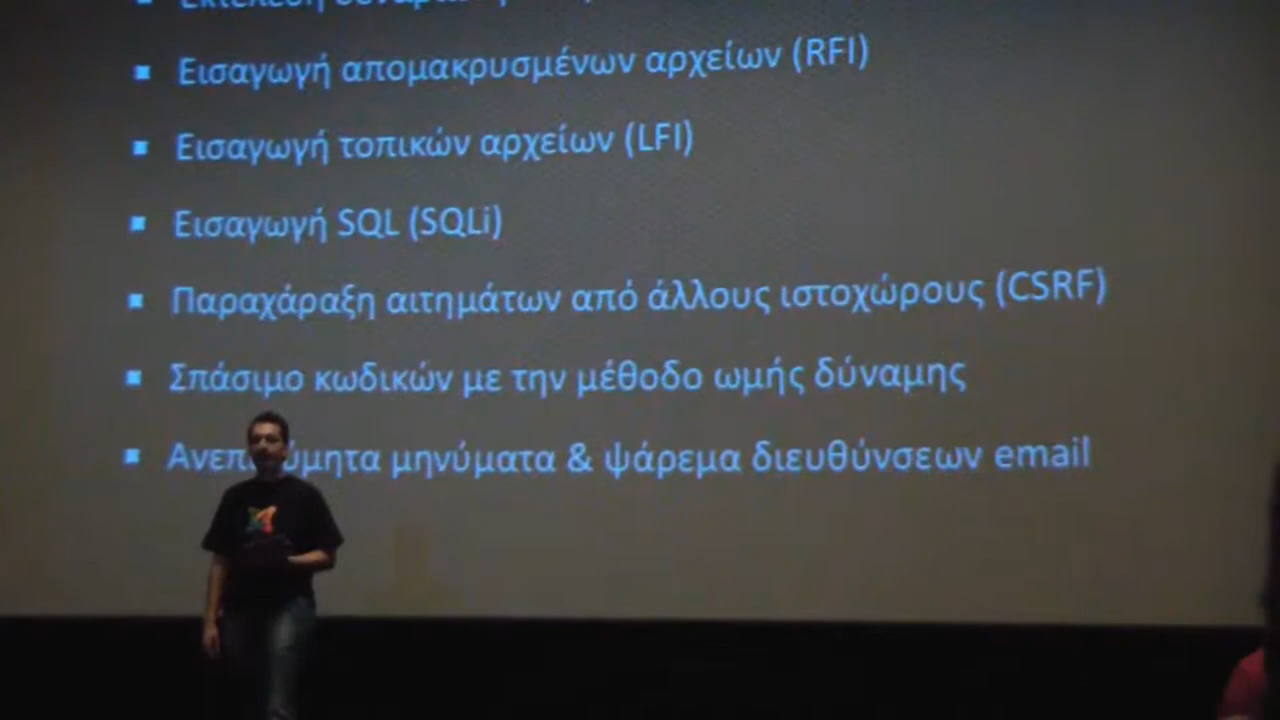 Εκτέλεση
Εισαγωγή απομακρυσμένων αρχείων (RFI)
Εισαγωγή τοπικών αρχείων (LFI)
Εισαγωγή SQL (SQLi)
Παραχάραξη αιτημάτων από άλλους ιστοχώρους (CSRF)
Σπάσιμο κωδικών με την μέθοδο ωμής δύναμης
μηνύματα & ψάρεμα διευθύνσεων email